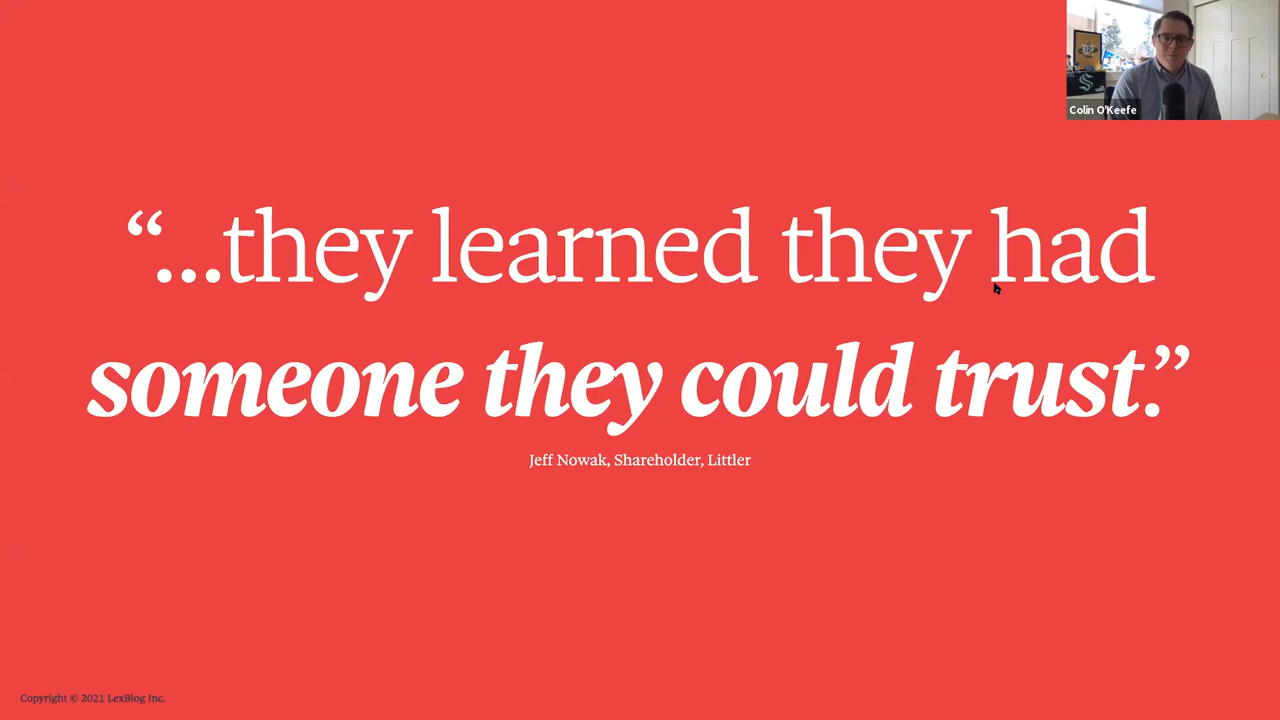 Colin O'Keefe
“...they learned they had
someone they could trust.”
Jeff Nowak, Shareholder, Littler
Copyright © 2021 LexBlog Inc.